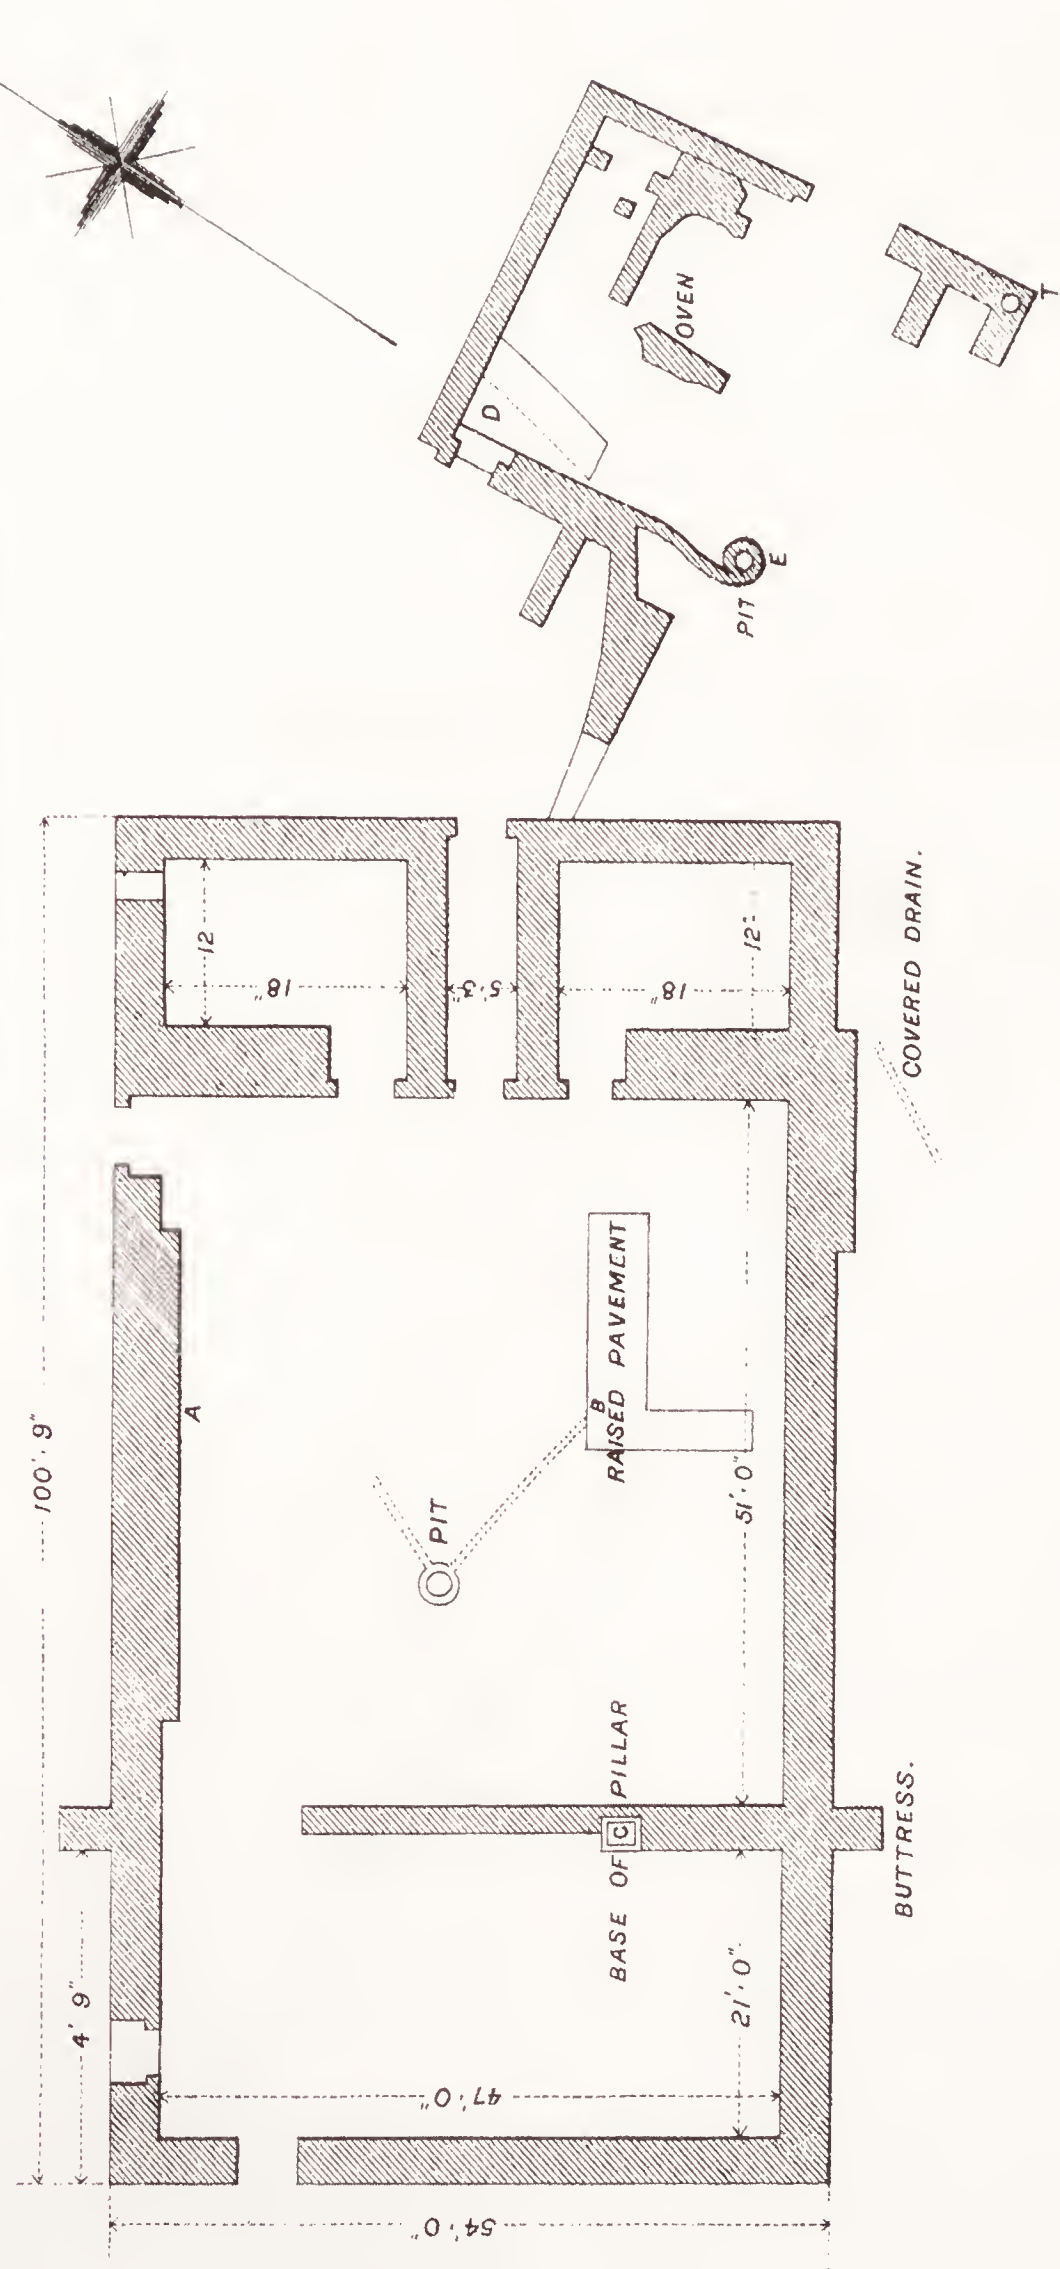 OVEN
D
T
PIT
E
12
18"
5'·3"
18"
12"
COVERED DRAIN.
100'·9"
A
B
RAISED PAVEMENT
PIT
51'·0"
BASE OF PILLAR
C
BUTTRESS.
4' 9"
21'·0"
47'·0"
54'·0"